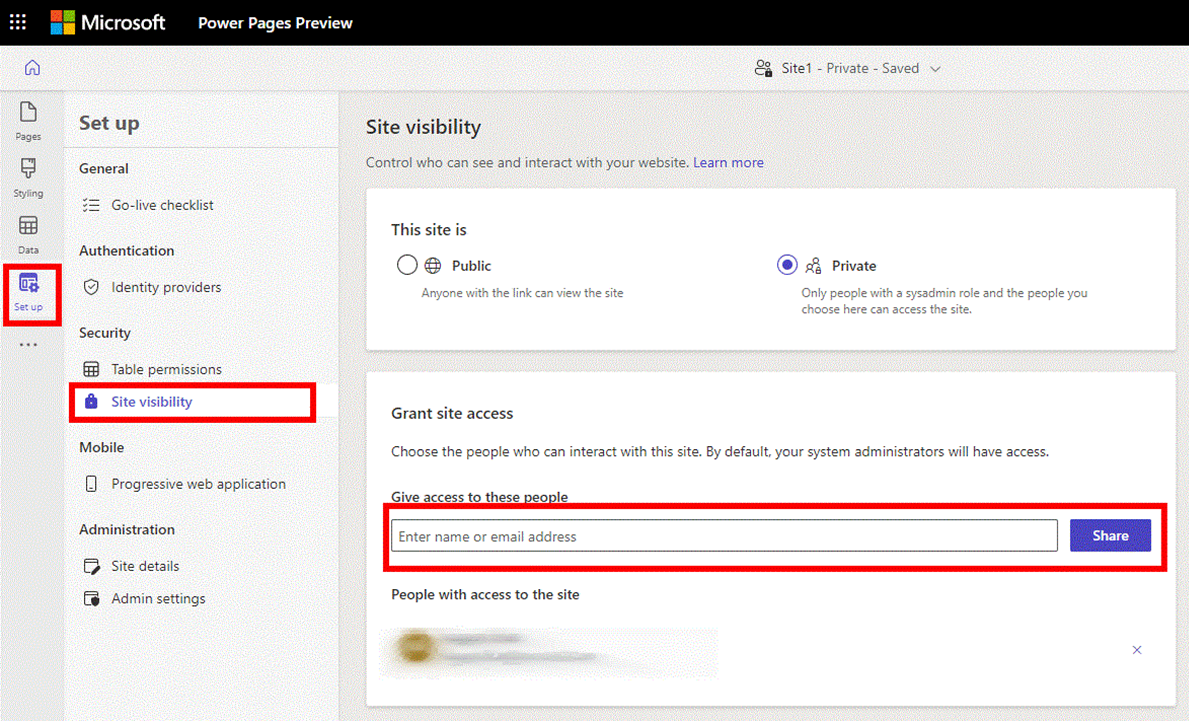 Microsoft Power Pages Preview
Site1 - Private - Saved
Pages
Styling
Data
Set up
Set up
General
Go-live checklist
Authentication
Identity providers
Security
Table permissions
Site visibility
Mobile
Progressive web application
Administration
Site details
Admin settings
Site visibility
Control who can see and interact with your website. Learn more
This site is
Public
Anyone with the link can view the site
Private
Only people with a sysadmin role and the people you
choose here can access the site.
Grant site access
Choose the people who can interact with this site. By default, your system administrators will have access.
Give access to these people
Enter name or email address
Share
People with access to the site